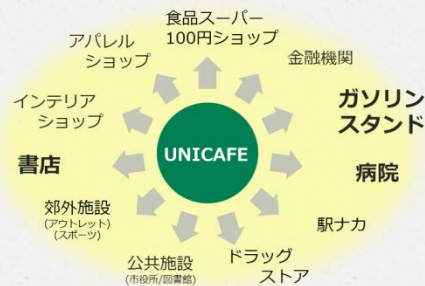 食品スーパー
100円ショップ
アパレル
ショップ
金融機関
インテリア
ショップ
ガソリン
スタンド
UNICAFE
書店
病院
郊外施設
(アウトレット)
(スポーツ)
駅ナカ
公共施設
(市役所/図書館)
ドラッグ
ストア